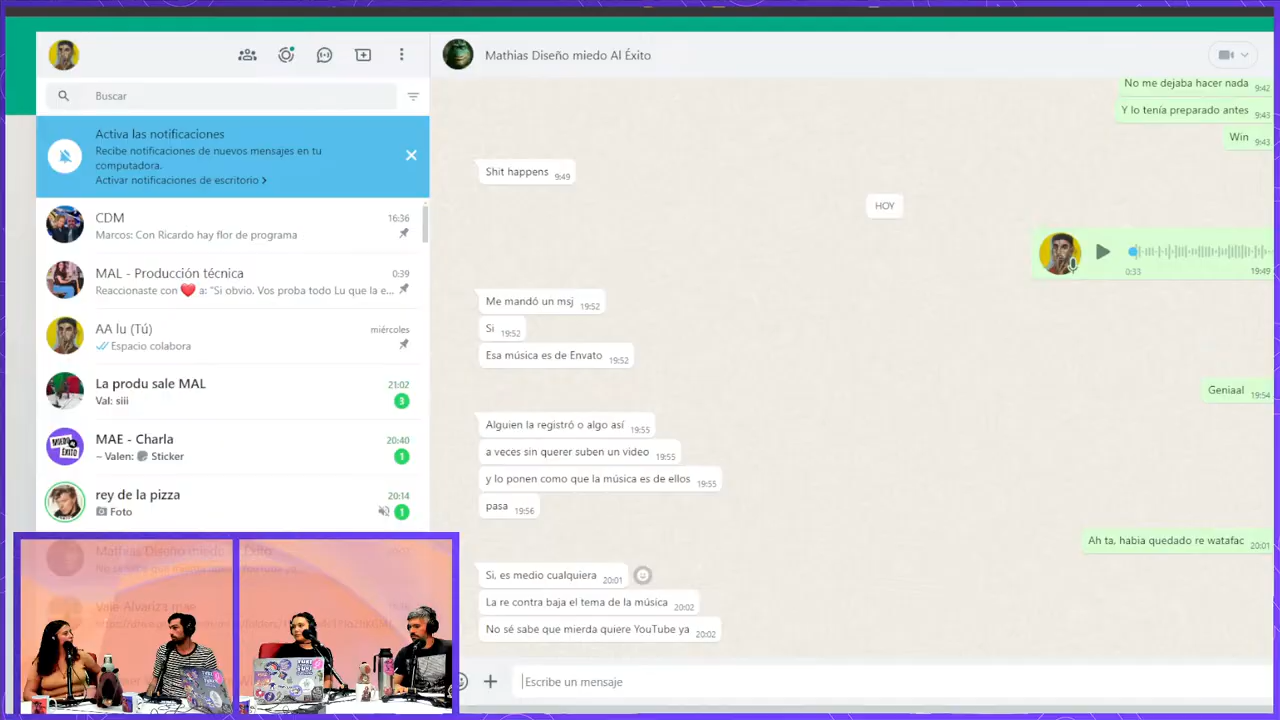 Buscar
Activa las notificaciones
Recibe notificaciones de nuevos mensajes en tu
computadora.
Activar notificaciones de escritorio >
CDM
16:36
Marcos: Con Ricardo hay flor de programa
MAL - Producción técnica
0:39
Reaccionaste con ❤️ a: "Si obvio. Vos proba todo Lu que la e...
AA lu (Tú)
miércoles
Espacio colabora
La produ sale MAL
21:02
Val: siii
3
MAE - Charla
20:40
~ Valen: Sticker
1
rey de la pizza
20:14
Foto
1
Mathias Diseño miedo Al Éxito
No me dejaba hacer nada 9:42
Y lo tenía preparado antes 9:43
Win 9:43
Shit happens 9:49
HOY
0:33
19:49
Me mandó un msj 19:52
Si 19:52
Esa música es de Envato 19:52
Geniaal 19:54
Alguien la registró o algo así 19:55
a veces sin querer suben un video 19:55
y lo ponen como que la música es de ellos 19:55
pasa 19:56
Ah ta, habia quedado re watafac 20:01
Si, es medio cualquiera 20:01
La re contra baja el tema de la música 20:02
No sé sabe que mierda quiere YouTube ya 20:02
Escribe un mensaje